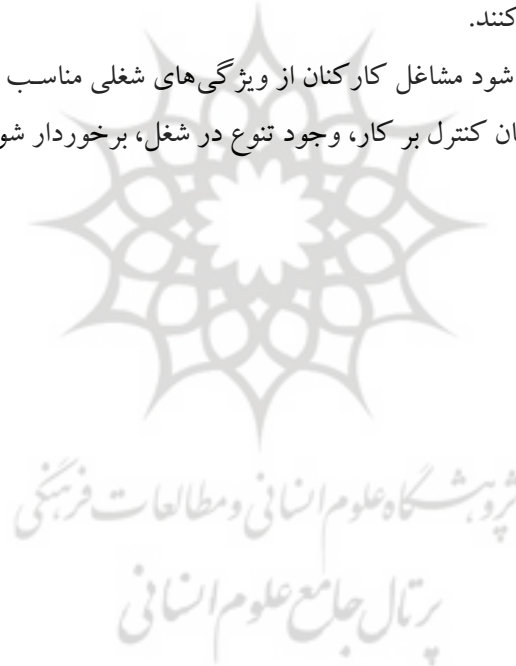 کنند.
شود مشاغل کارکنان از ویژگی‌های شغلی مناسب
ان کنترل بر کار، وجود تنوع در شغل، برخوردار شو
پژوهشگاه علوم انسانی و مطالعات فرهنگی
پرتال جامع علوم انسانی